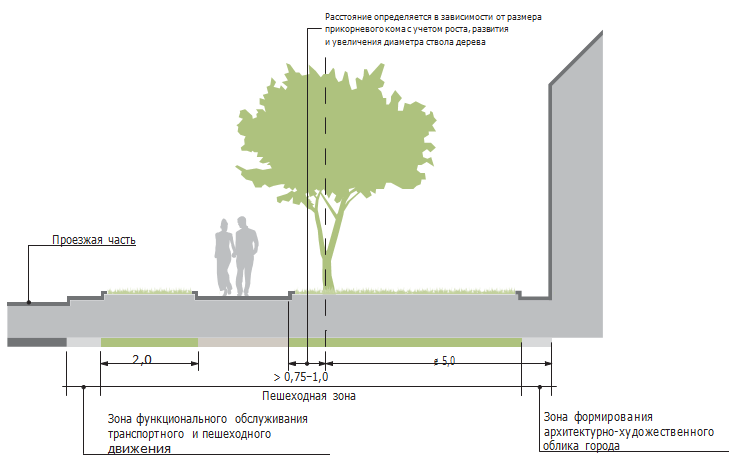 Расстояние определяется в зависимости от размера
прикорневого кома с учетом роста, развития
и увеличения диаметра ствола дерева
Проезжая часть
2,0
> 0,75–1,0
5,0
Пешеходная зона
Зона функционального обслуживания
транспортного и пешеходного
движения
Зона формирования
архитектурно-художественного
облика города